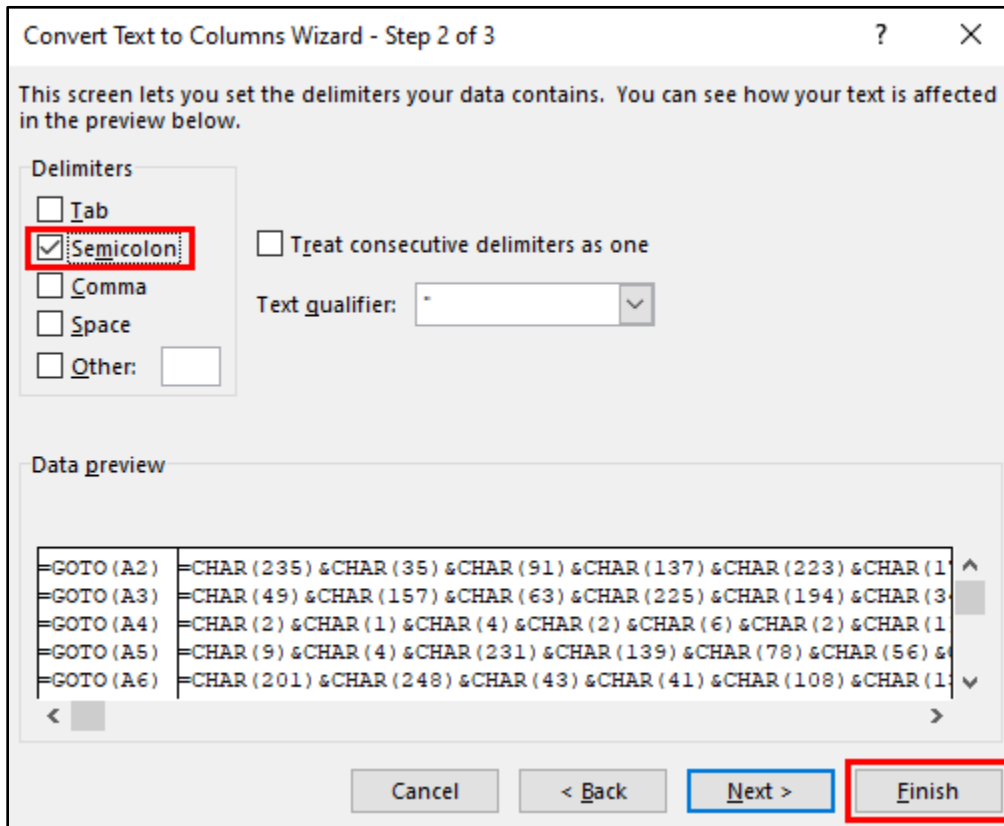 Convert Text to Columns Wizard - Step 2 of 3
This screen lets you set the delimiters your data contains. You can see how your text is affected
in the preview below.
Delimiters
Tab
Semicolon
Comma
Space
Other:
Treat consecutive delimiters as one
Text qualifier: "
Data preview
=GOTO(A2) =CHAR(235)&CHAR(35)&CHAR(91)&CHAR(137)&CHAR(223)&CHAR(1
=GOTO(A3) =CHAR(49)&CHAR(157)&CHAR(63)&CHAR(225)&CHAR(194)&CHAR(3
=GOTO(A4) =CHAR(2)&CHAR(1)&CHAR(4)&CHAR(2)&CHAR(6)&CHAR(2)&CHAR(1
=GOTO(A5) =CHAR(9)&CHAR(4)&CHAR(231)&CHAR(139)&CHAR(78)&CHAR(56)&
=GOTO(A6) =CHAR(201)&CHAR(248)&CHAR(43)&CHAR(41)&CHAR(108)&CHAR(1
Cancel
< Back
Next >
Finish